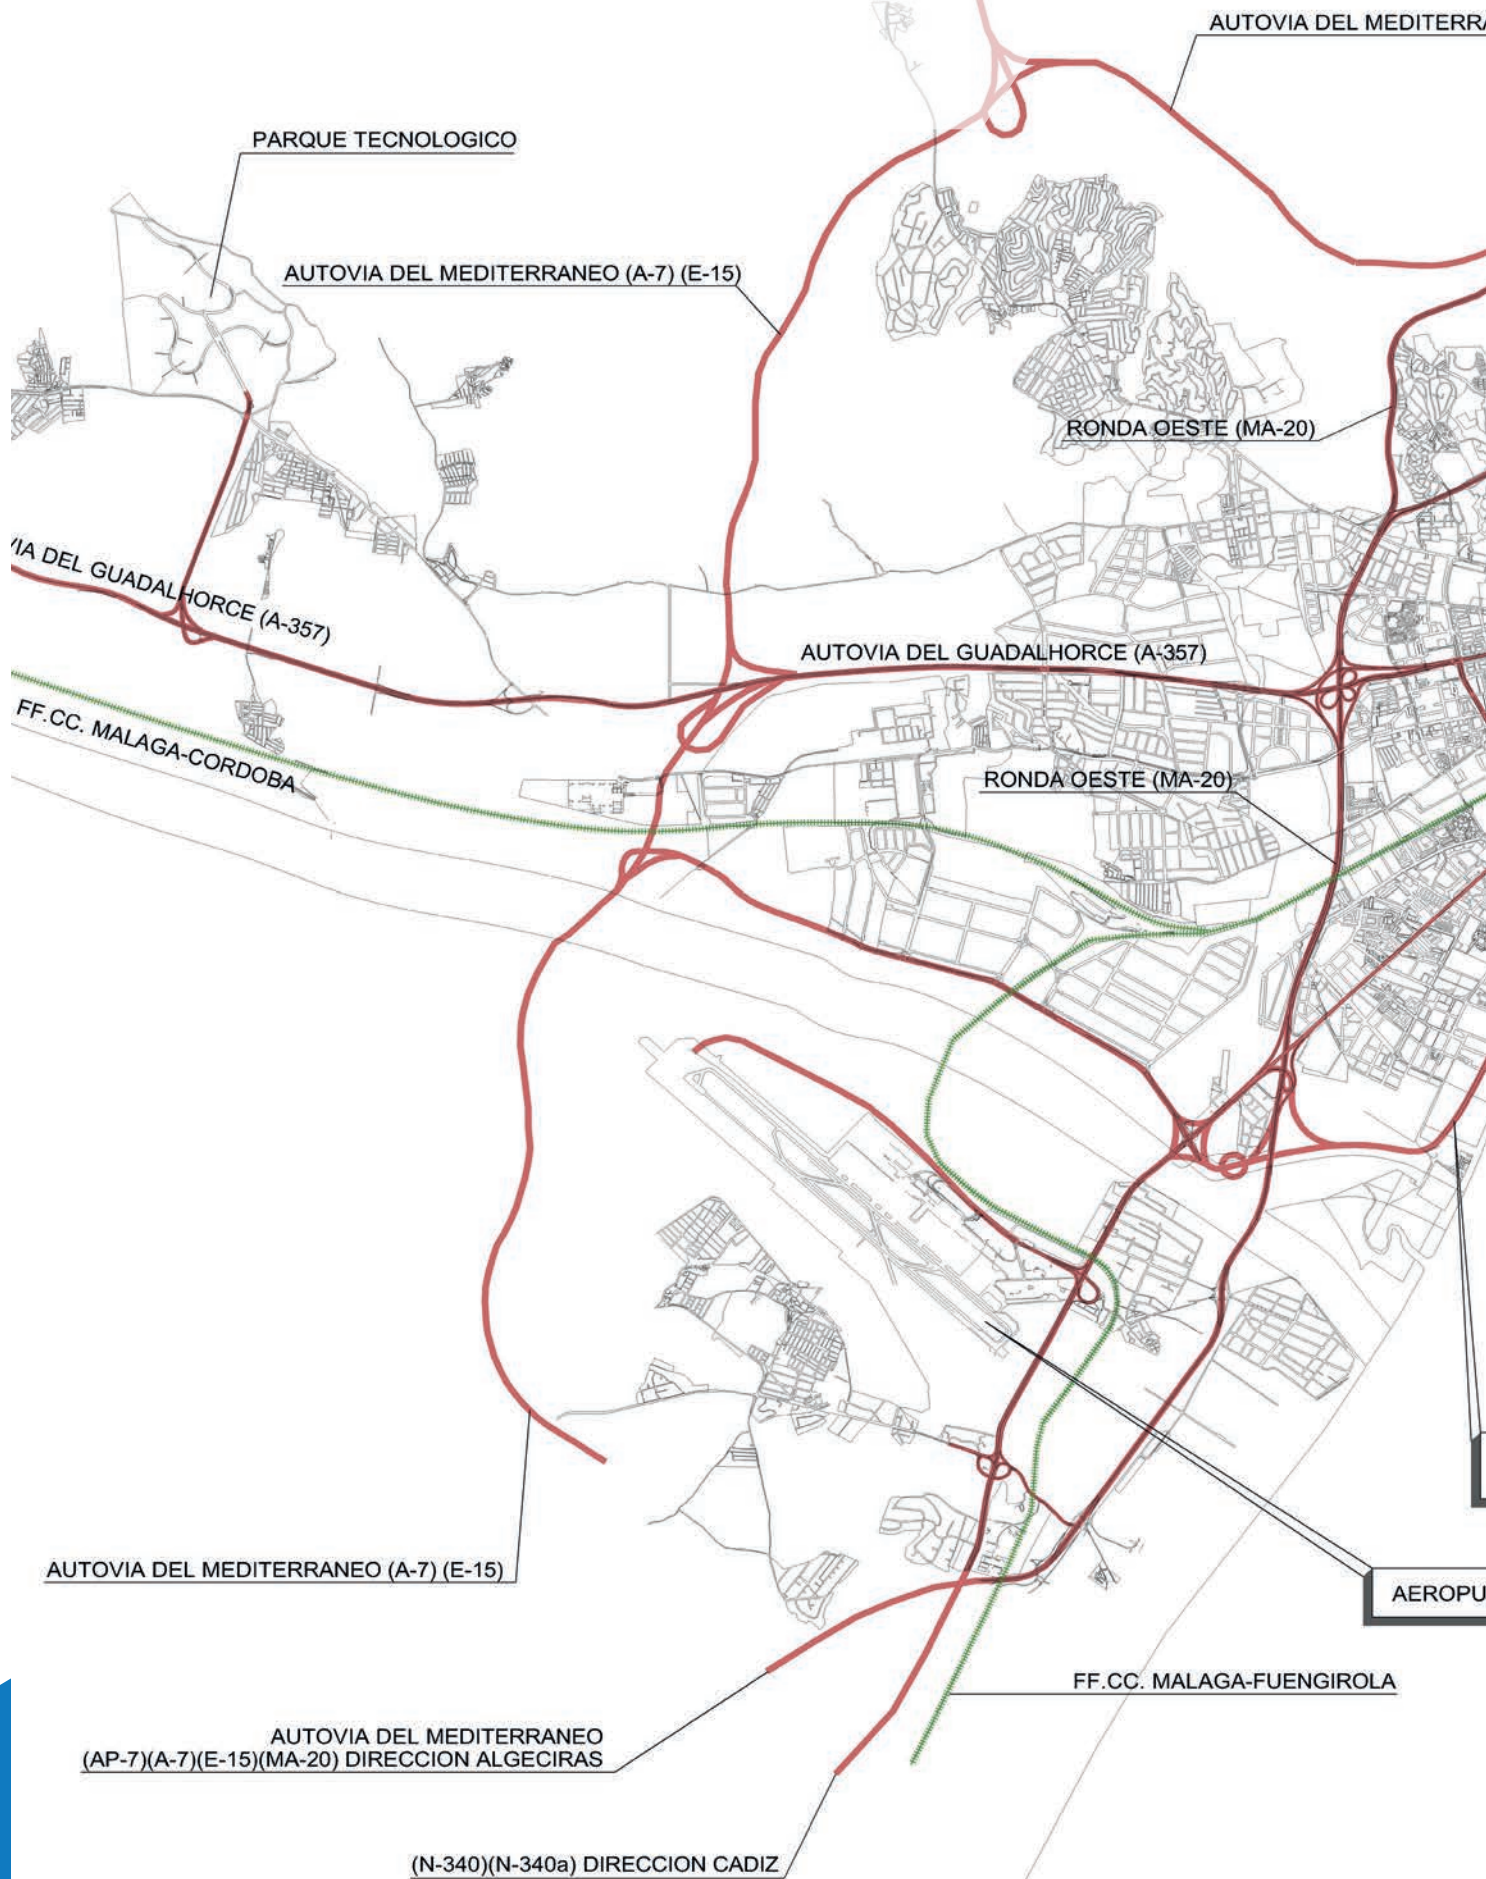 AUTOVIA DEL MEDITERRA
PARQUE TECNOLOGICO
AUTOVIA DEL MEDITERRANEO (A-7) (E-15)
RONDA OESTE (MA-20)
VIA DEL GUADALHORCE (A-357)
AUTOVIA DEL GUADALHORCE (A-357)
FF.CC. MALAGA-CORDOBA
RONDA OESTE (MA-20)
AUTOVIA DEL MEDITERRANEO (A-7) (E-15)
AEROPU
FF.CC. MALAGA-FUENGIROLA
AUTOVIA DEL MEDITERRANEO
(AP-7)(A-7)(E-15)(MA-20) DIRECCION ALGECIRAS
(N-340)(N-340a) DIRECCION CADIZ